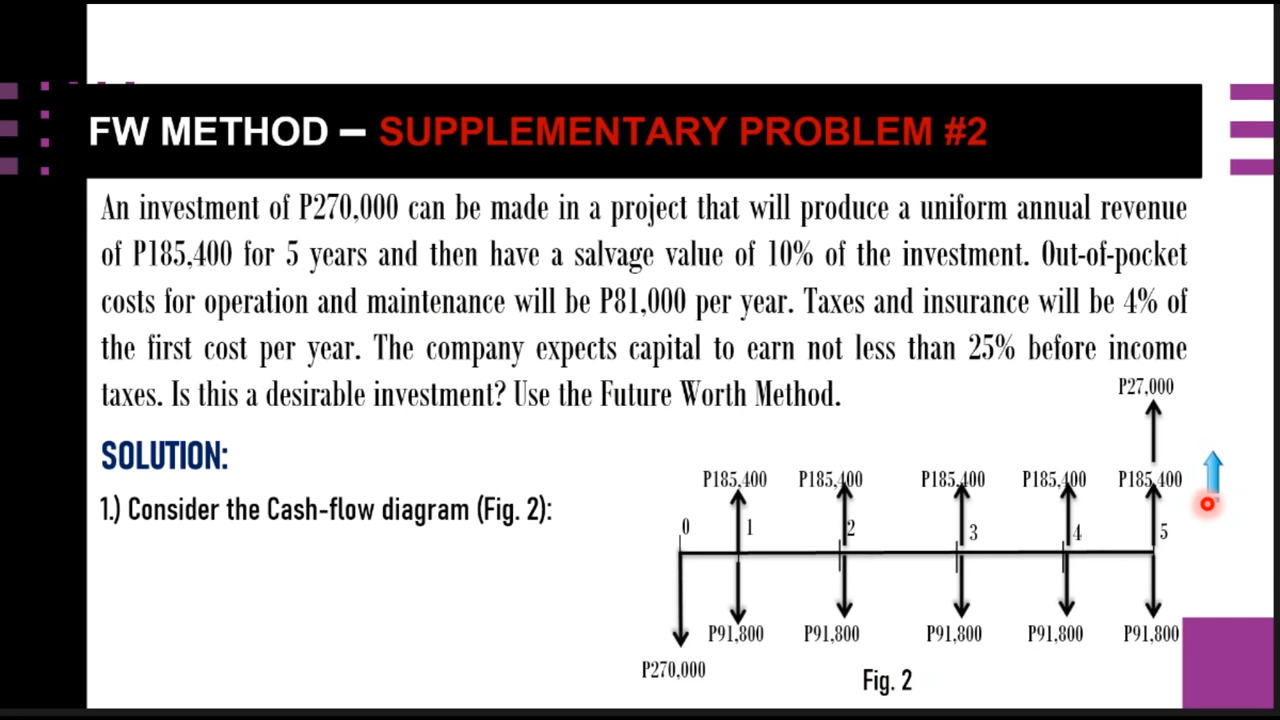 FW METHOD – SUPPLEMENTARY PROBLEM #2
An investment of P270,000 can be made in a project that will produce a uniform annual revenue
of P185,400 for 5 years and then have a salvage value of 10% of the investment. Out-of-pocket
costs for operation and maintenance will be P81,000 per year. Taxes and insurance will be 4% of
the first cost per year. The company expects capital to earn not less than 25% before income
taxes. Is this a desirable investment? Use the Future Worth Method.
P27,000
SOLUTION:
P185,400 P185,400 P185,400 P185,400 P185,400
1.) Consider the Cash-flow diagram (Fig. 2):
0 1 2 3 4 5
P91,800 P91,800 P91,800 P91,800 P91,800
P270,000
Fig. 2